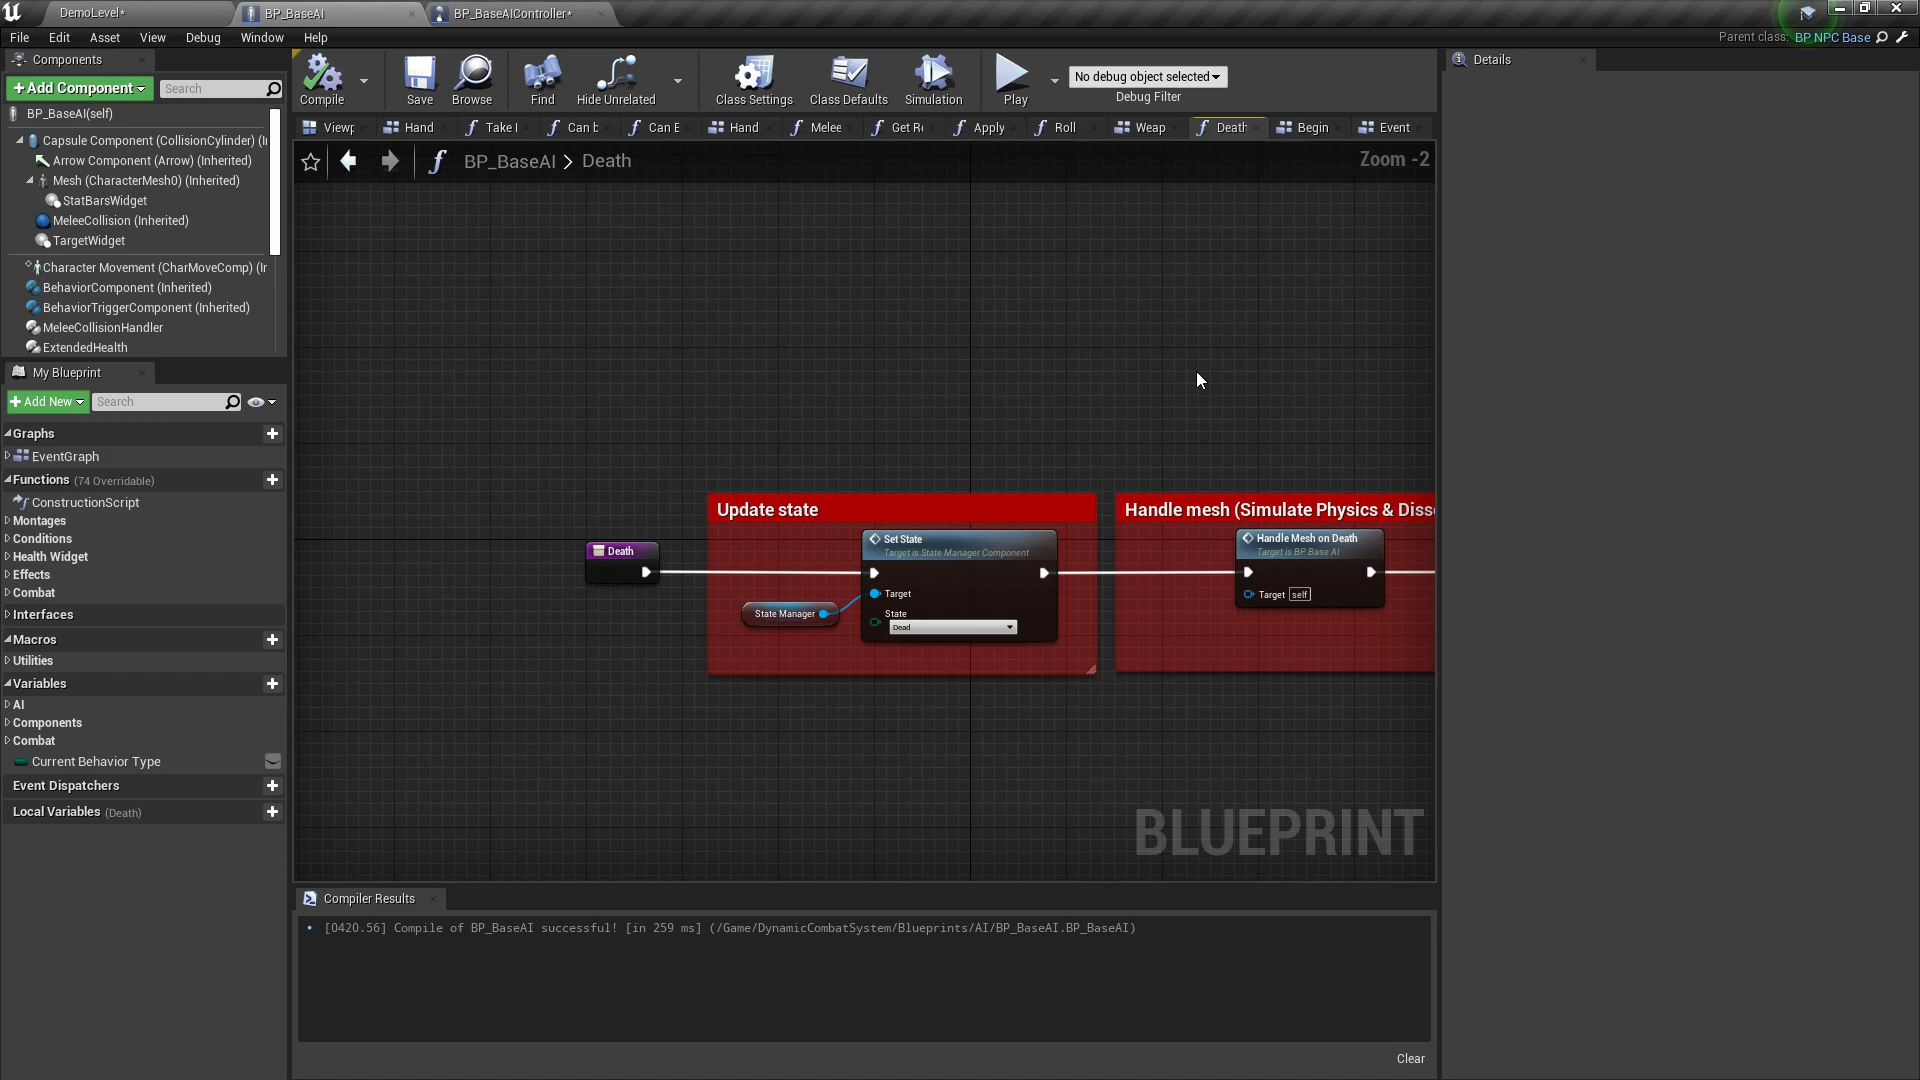 DemoLevel*
BP_BaseAI
BP_BaseAIController*
File Edit Asset View Debug Window Help
Parent class: BP NPC Base
Components
+ Add Component
Search
BP_BaseAI(self)
Capsule Component (CollisionCylinder) (I
Arrow Component (Arrow) (Inherited)
Mesh (CharacterMesh0) (Inherited)
StatBarsWidget
MeleeCollision (Inherited)
TargetWidget
Character Movement (CharMoveComp) (Ir
BehaviorComponent (Inherited)
BehaviorTriggerComponent (Inherited)
MeleeCollisionHandler
ExtendedHealth
My Blueprint
+ Add New
Search
Graphs
EventGraph
Functions (74 Overridable)
ConstructionScript
Montages
Conditions
Health Widget
Effects
Combat
Interfaces
Macros
Utilities
Variables
AI
Components
Combat
Current Behavior Type
Event Dispatchers
Local Variables (Death)
Compile
Save
Browse
Find
Hide Unrelated
Class Settings
Class Defaults
Simulation
Play
No debug object selected
Debug Filter
Viewp
Hand
Take I
Can b
Can E
Hand
Melee
Get R
Apply
Roll
Weap
Death
Begin
Event
BP_BaseAI > Death
Zoom -2
Death
Update state
Set State
Target is State Manager Component
Target
State
Dead
State Manager
Handle mesh (Simulate Physics & Diss
Handle Mesh on Death
Target is BP Base AI
Target self
BLUEPRINT
Compiler Results
[0420.56] Compile of BP_BaseAI successful! [in 259 ms] (/Game/DynamicCombatSystem/Blueprints/AI/BP_BaseAI.BP_BaseAI)
Clear
Details